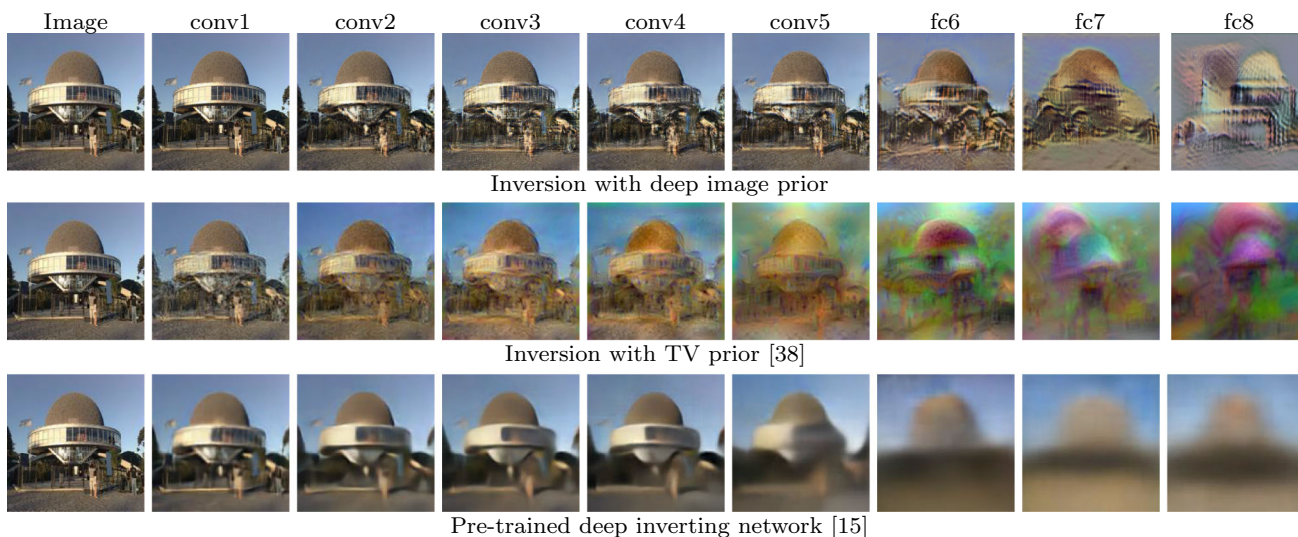 Image conv1 conv2 conv3 conv4 conv5 fc6 fc7 fc8
Inversion with deep image prior
Inversion with TV prior [38]
Pre-trained deep inverting network [15]